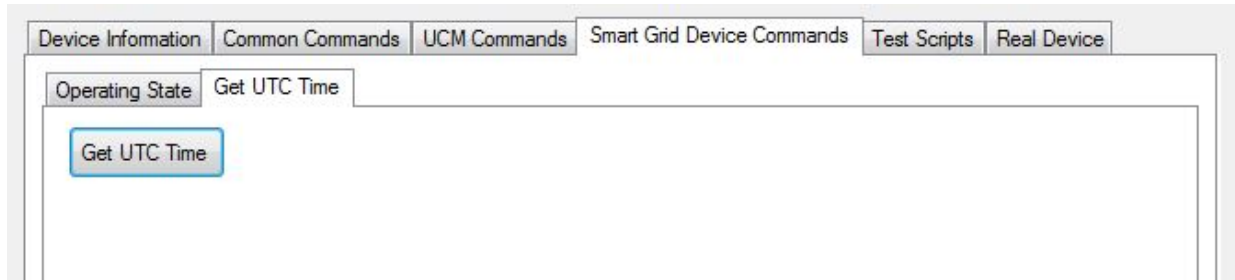 Device Information Common Commands UCM Commands Smart Grid Device Commands Test Scripts Real Device
Operating State Get UTC Time
Get UTC Time